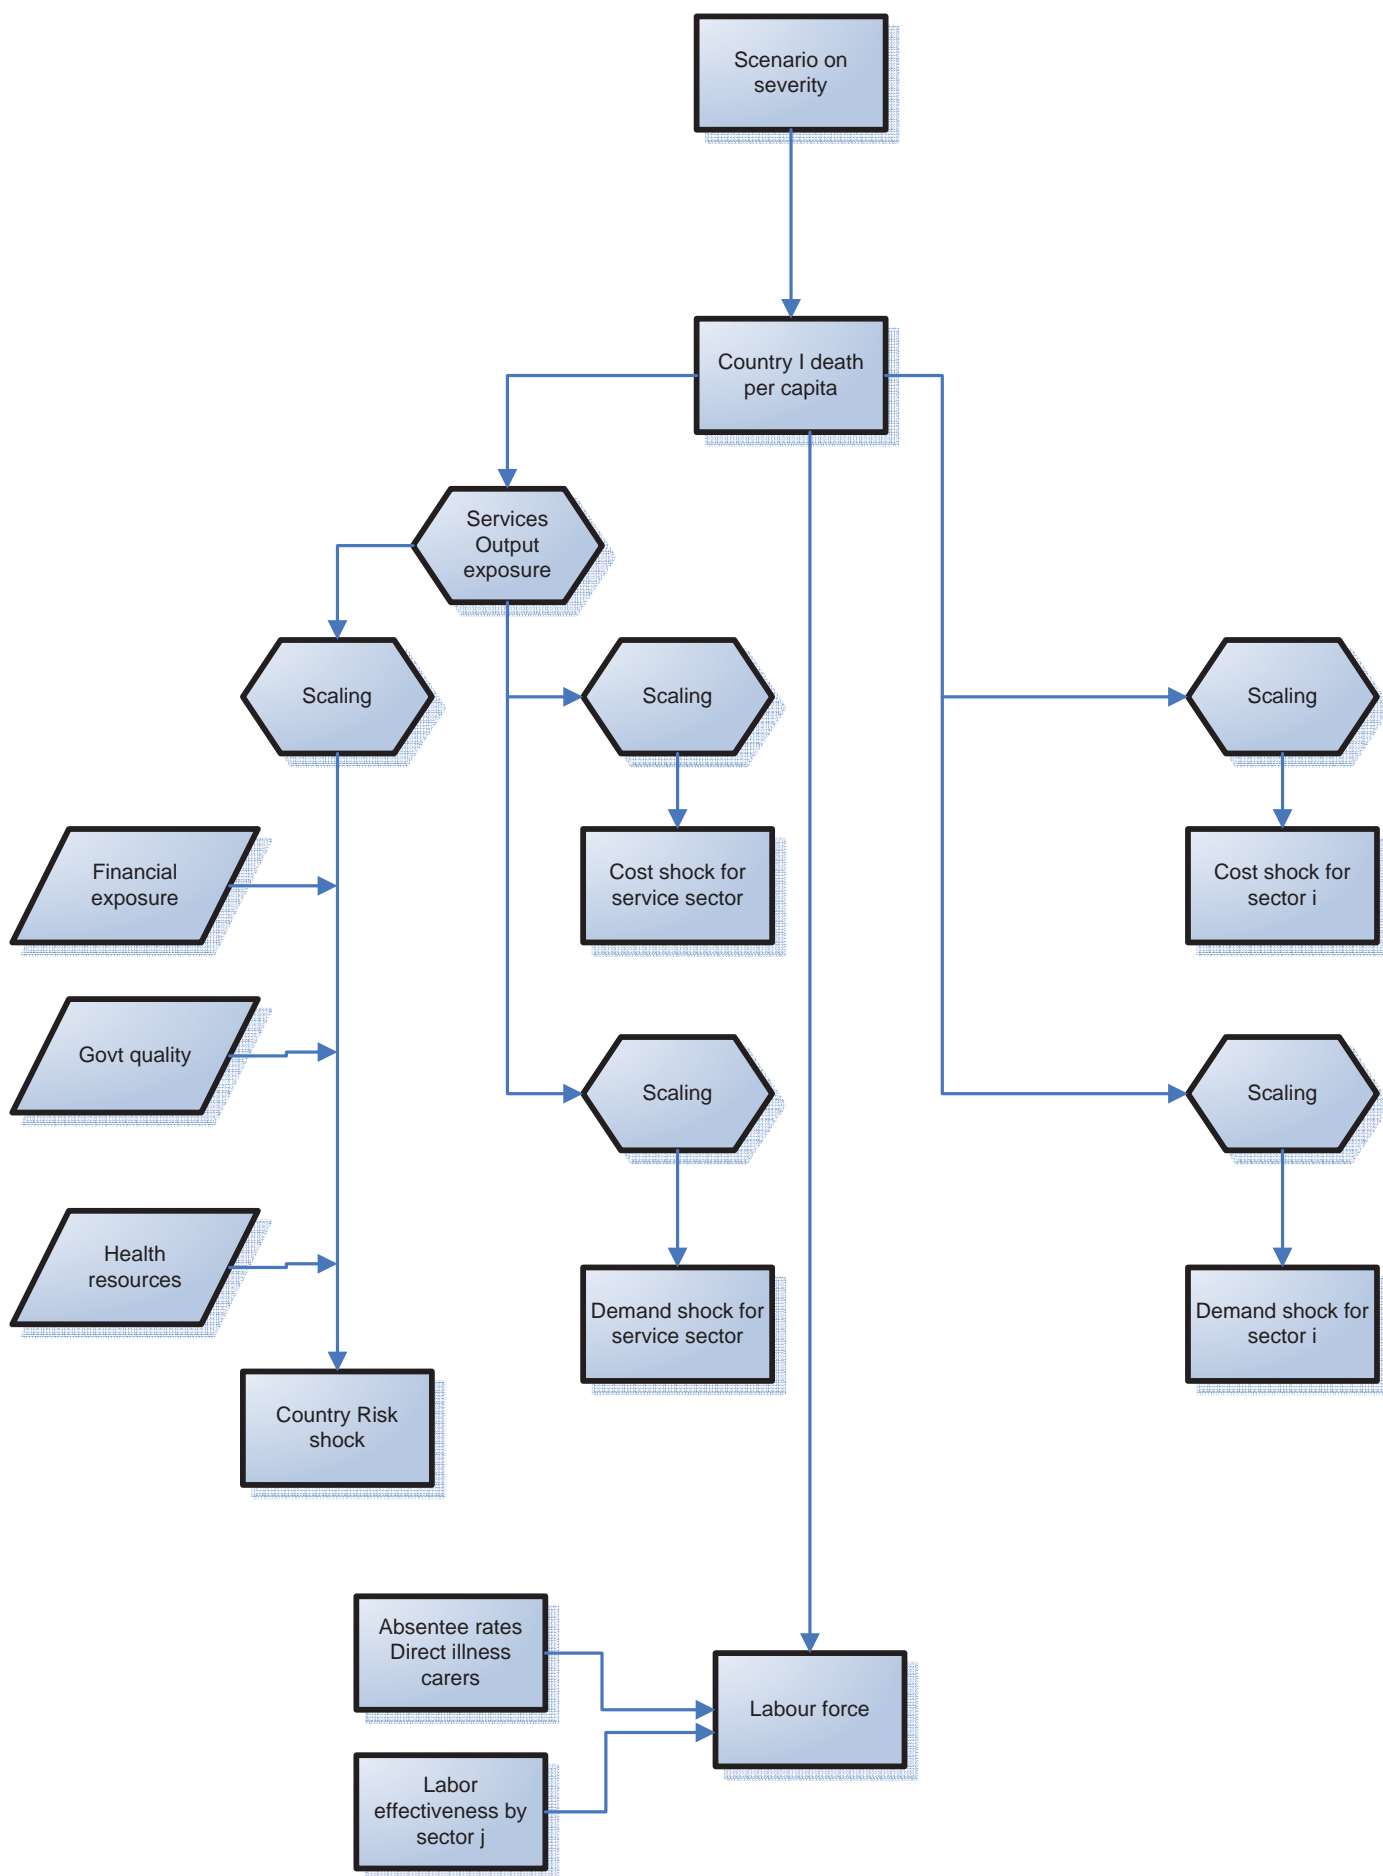 Scenario on
severity
Country I death
per capita
Services
Output
exposure
Scaling
Scaling
Scaling
Financial
exposure
Cost shock for
service sector
Cost shock for
sector i
Govt quality
Scaling
Scaling
Health
resources
Demand shock for
service sector
Demand shock for
sector i
Country Risk
shock
Absentee rates
Direct illness
carers
Labour force
Labor
effectiveness by
sector j